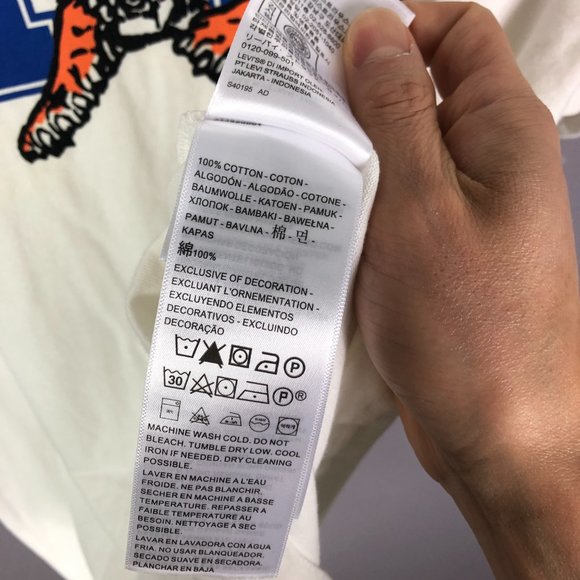 リーバイ
0120-099-501
LEVI'S® DI IMPORT OLEH
PT LEVI STRAUSS INDONESIA
JAKARTA - INDONESIA
S40195 AD
100% COTTON - COTON -
ALGODÓN - ALGODÃO - COTONE -
BAUMWOLLE - KATOEN - PAMUK -
ХЛОПОК - BAMBAKI - BAWEŁNA -
PAMUT - BAVLNA - 棉 - 면 -
KAPAS
綿100%
EXCLUSIVE OF DECORATION -
EXCLUANT L'ORNEMENTATION -
EXCLUYENDO ELEMENTOS
DECORATIVOS - EXCLUINDO
DECORAÇÃO
P
30 P ®
MACHINE WASH COLD. DO NOT
BLEACH. TUMBLE DRY LOW. COOL
IRON IF NEEDED. DRY CLEANING
POSSIBLE.
LAVER EN MACHINE A L'EAU
FROIDE. NE PAS BLANCHIR.
SECHER EN MACHINE A BASSE
TEMPERATURE. REPASSER A
FAIBLE TEMPERATURE AU
BESOIN. NETTOYAGE A SEC
POSSIBLE.
LAVAR EN LAVADORA CON AGUA
FRIA. NO USAR BLANQUEADOR.
SECADO SUAVE EN SECADORA.
PLANCHAR EN BAJA